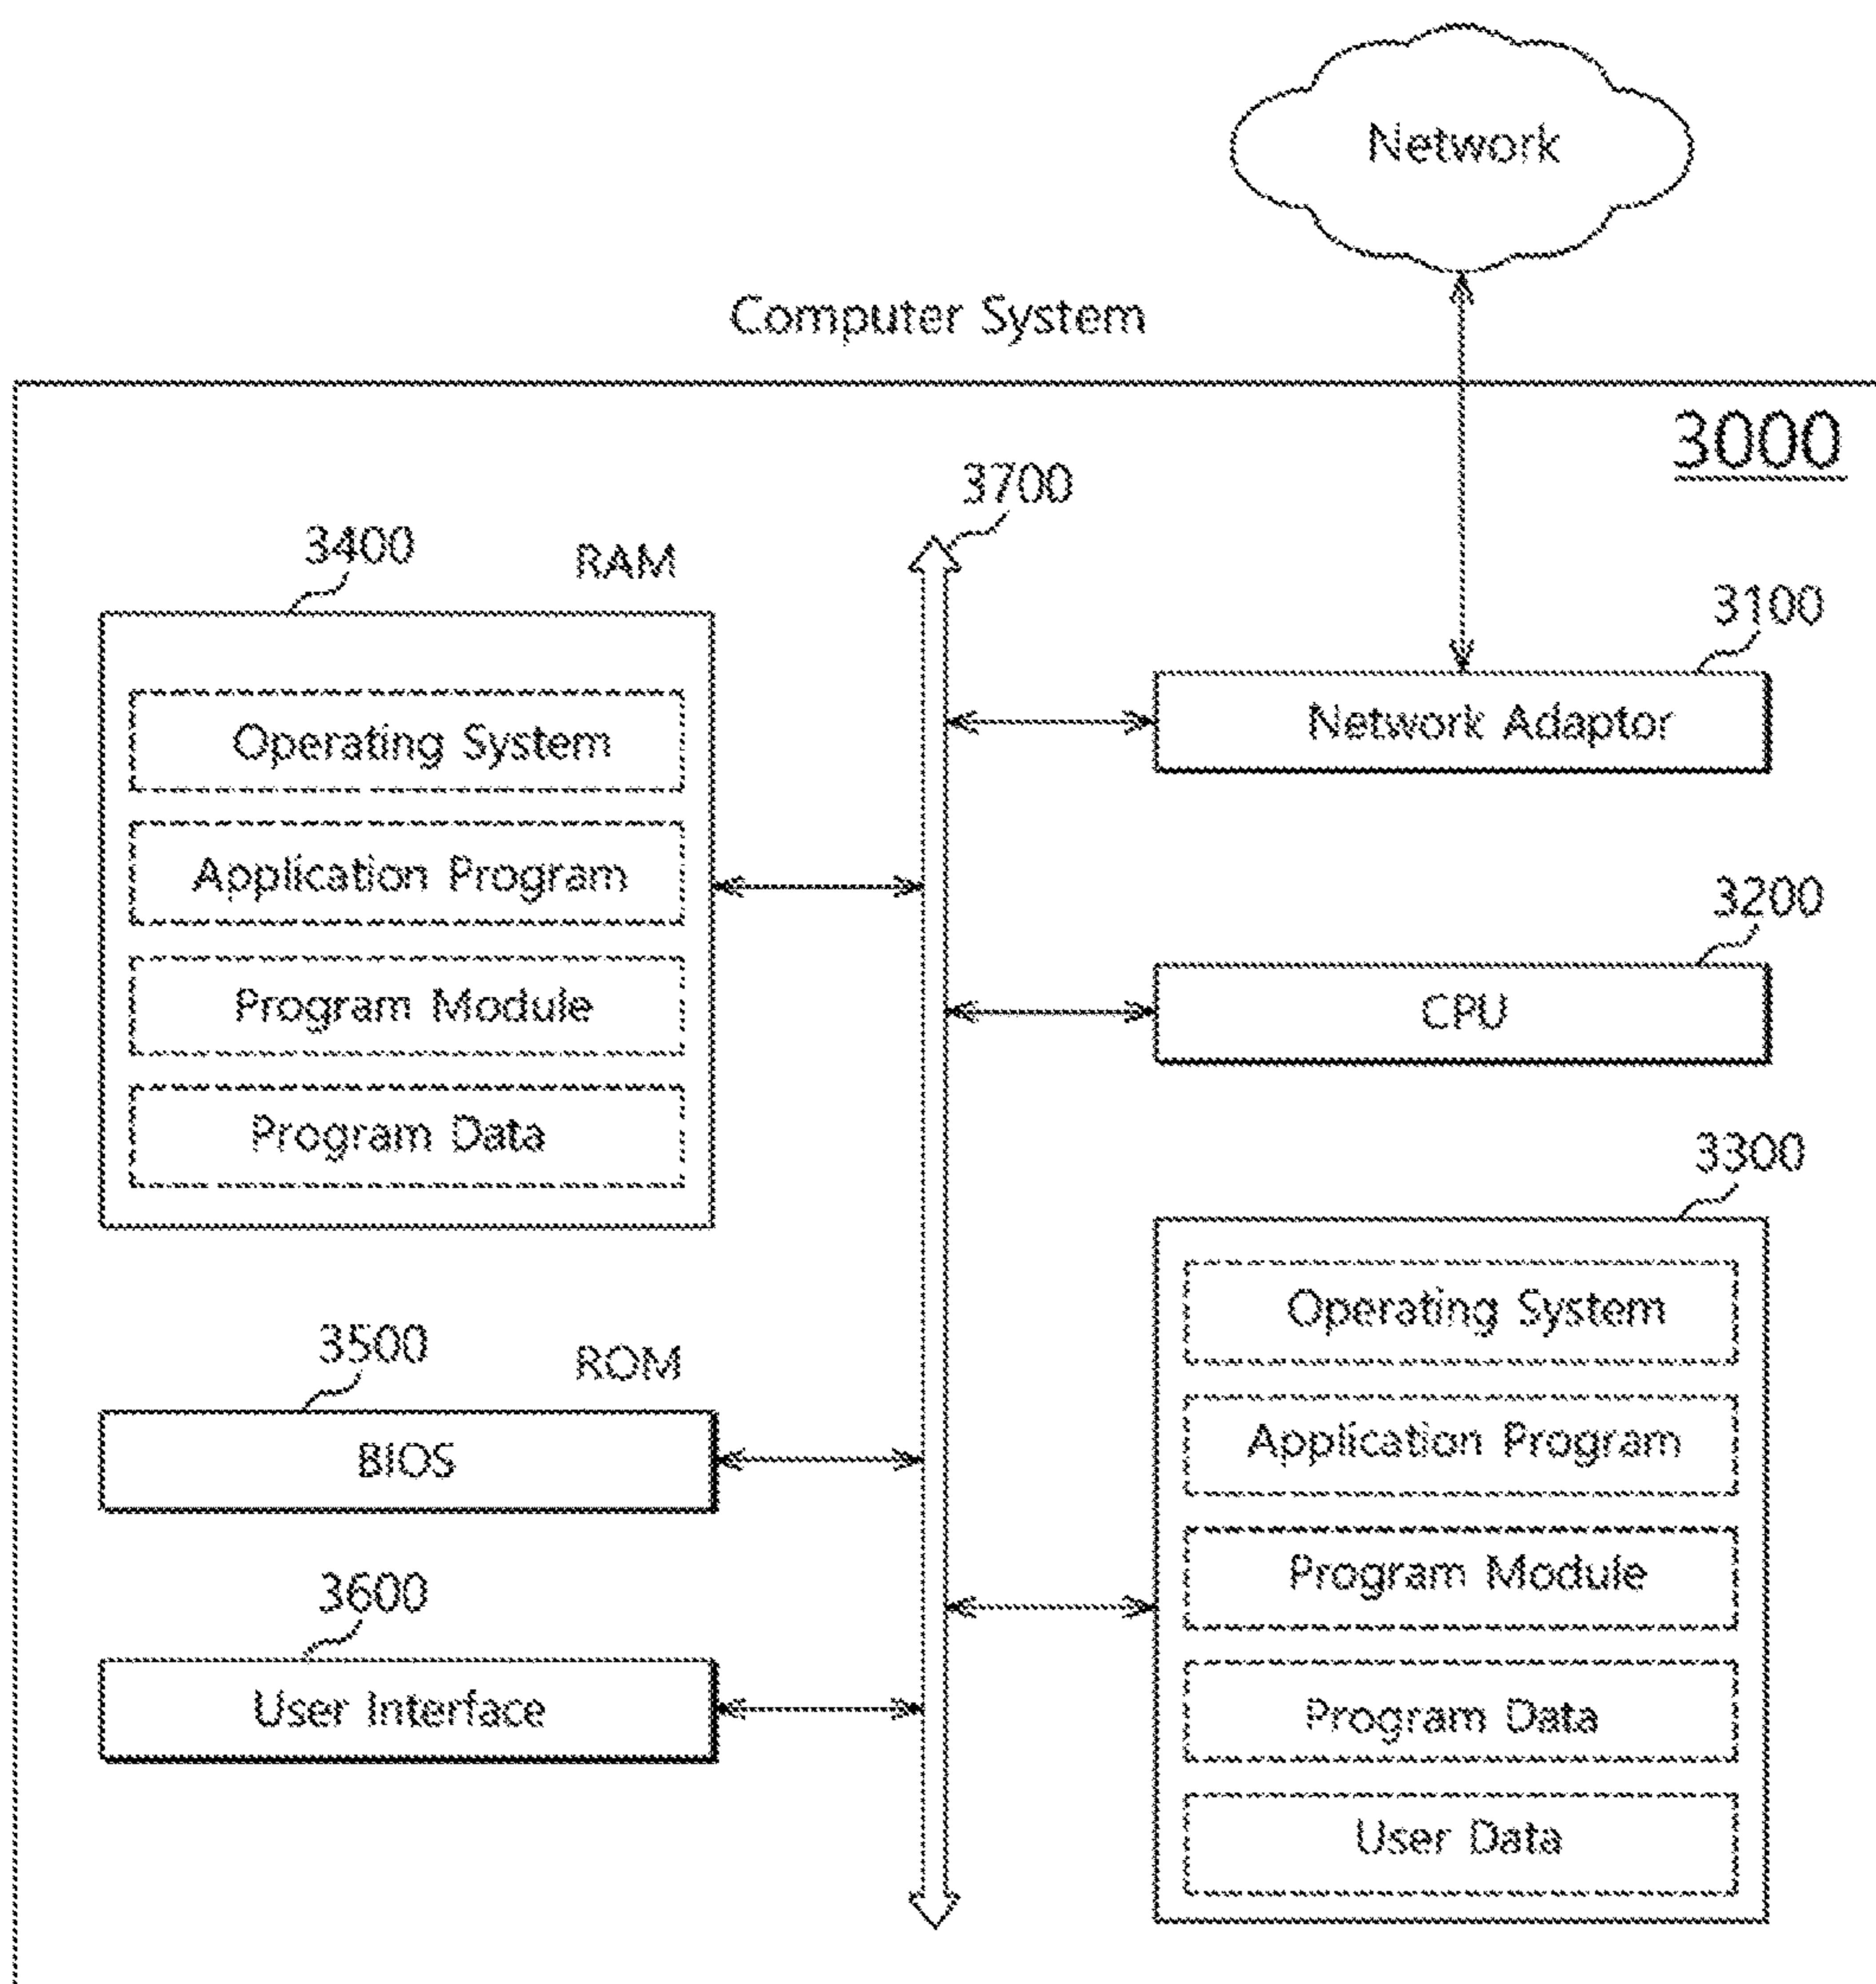 Network
Computer System
3000
3700
3400
RAM
Operating System
Application Program
Program Module
Program Data
3100
Network Adaptor
3200
CPU
3300
Operating System
Application Program
Program Module
Program Data
User Data
3500
ROM
BIOS
3600
User Interface